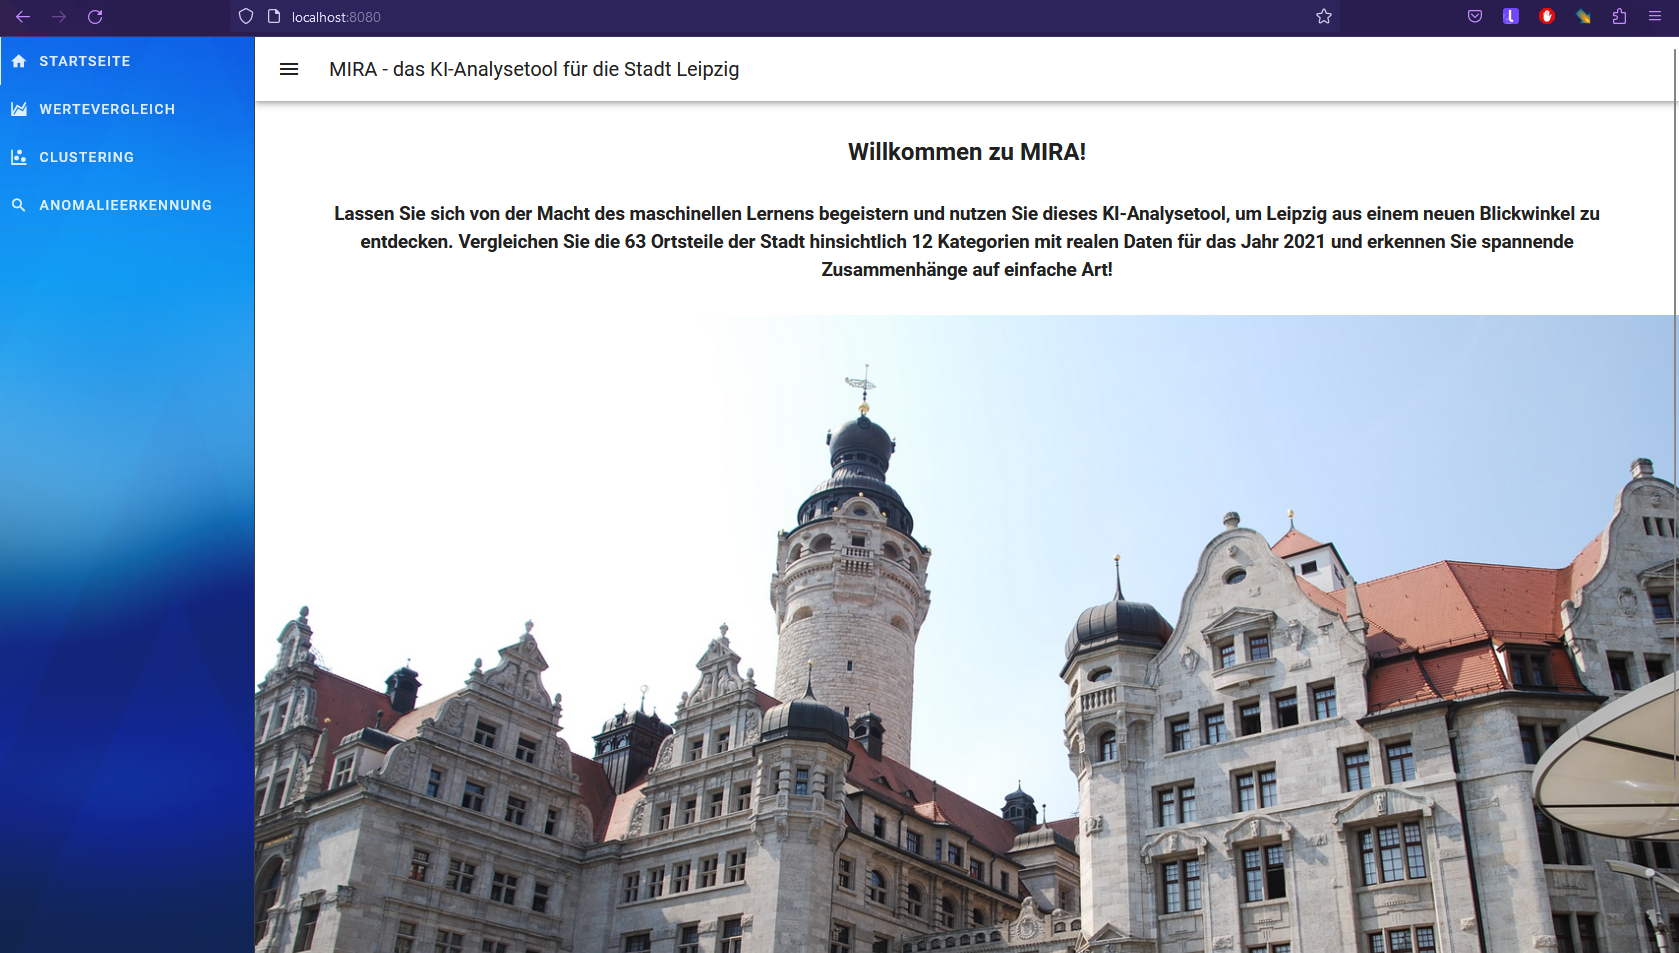 localhost:8080
STARTSEITE
WERTEVERGLEICH
CLUSTERING
ANOMALIEERKENNUNG
MIRA - das KI-Analysetool für die Stadt Leipzig
Willkommen zu MIRA!
Lassen Sie sich von der Macht des maschinellen Lernens begeistern und nutzen Sie dieses KI-Analysetool, um Leipzig aus einem neuen Blickwinkel zu
entdecken. Vergleichen Sie die 63 Ortsteile der Stadt hinsichtlich 12 Kategorien mit realen Daten für das Jahr 2021 und erkennen Sie spannende
Zusammenhänge auf einfache Art!